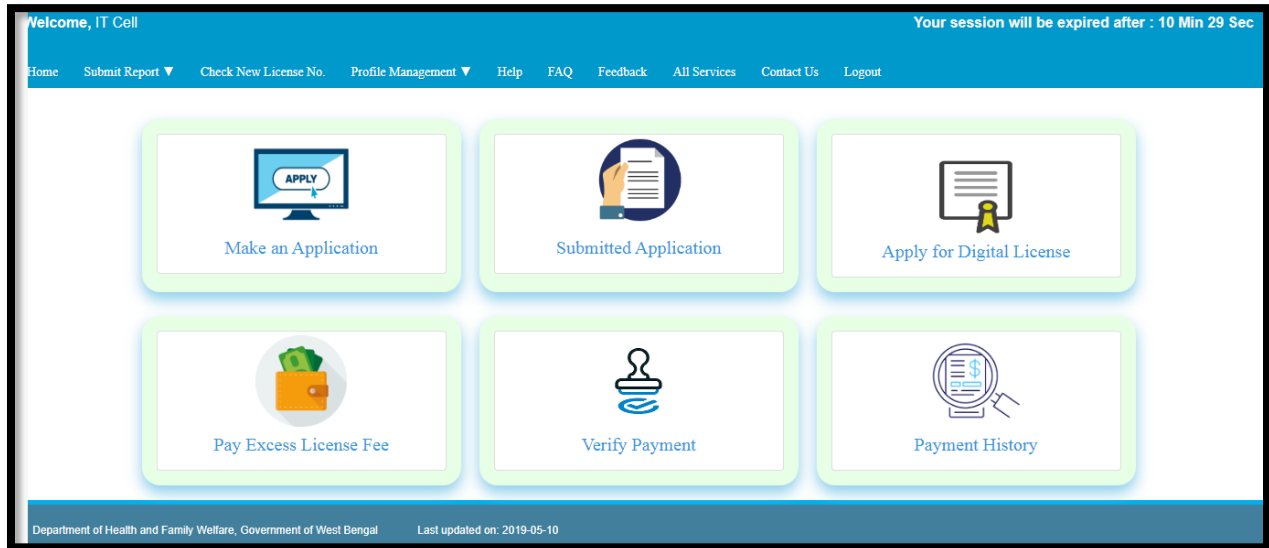 Welcome, IT Cell
Your session will be expired after : 10 Min 29 Sec
Home Submit Report ▼ Check New License No. Profile Management ▼ Help FAQ Feedback All Services Contact Us Logout
APPLY
Make an Application
Submitted Application
Apply for Digital License
Pay Excess License Fee
Verify Payment
$
Payment History
Department of Health and Family Welfare, Government of West Bengal Last updated on: 2019-05-10